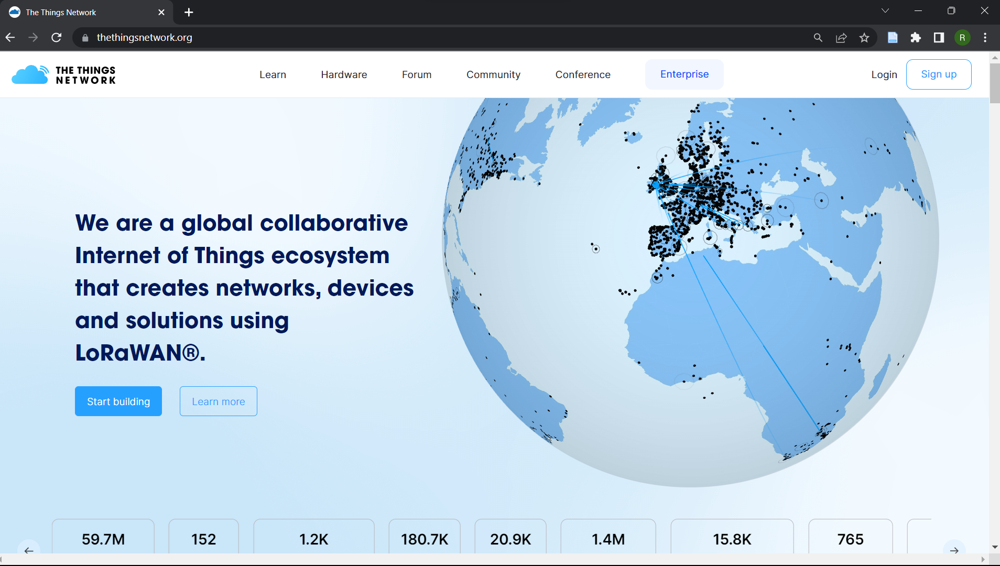 The Things Network
thethingsnetwork.org
R
THE THINGS
NETWORK
Learn
Hardware
Forum
Community
Conference
Enterprise
Login
Sign up
We are a global collaborative
Internet of Things ecosystem
that creates networks, devices
and solutions using
LoRaWAN®.
Start building
Learn more
59.7M
152
1.2K
180.7K
20.9K
1.4M
15.8K
765